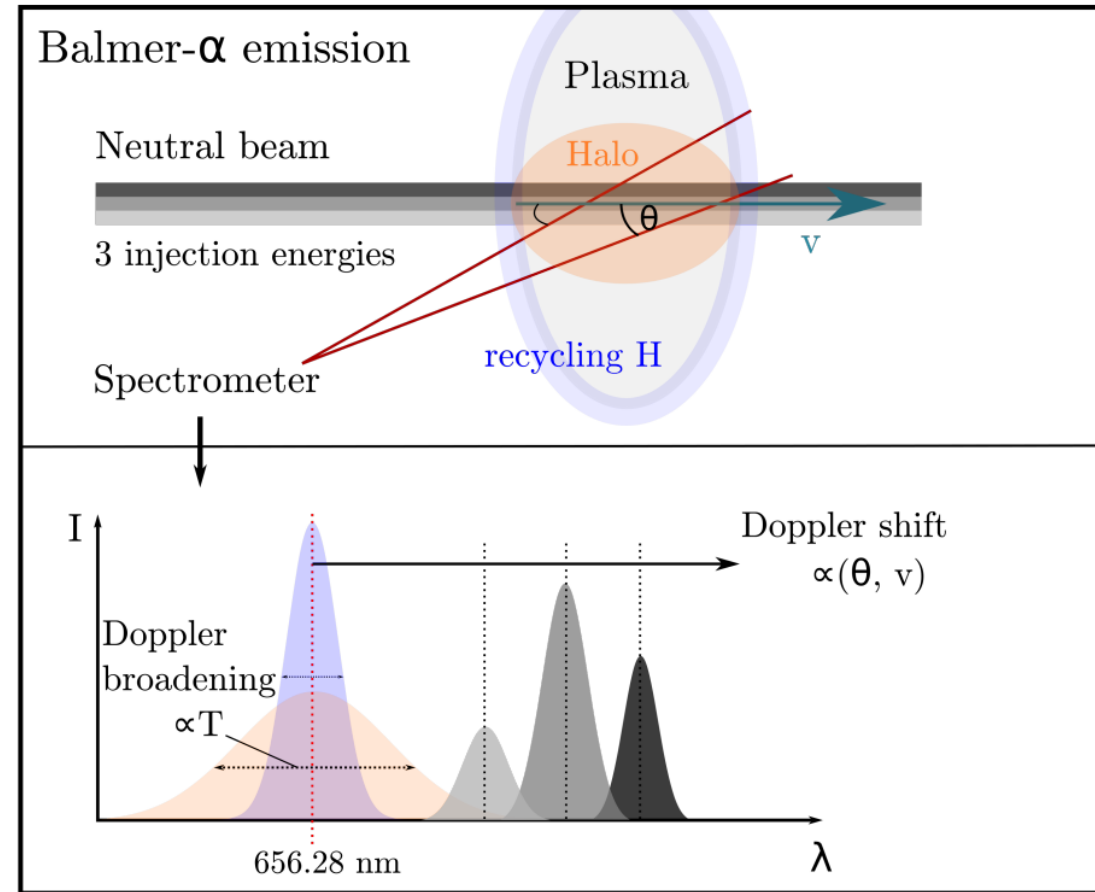 Balmer-α emission
Plasma
Neutral beam
Halo
θ
v
3 injection energies
recycling H
Spectrometer
I
Doppler shift
∝(θ, v)
Doppler
broadening
∝T
656.28 nm
λ